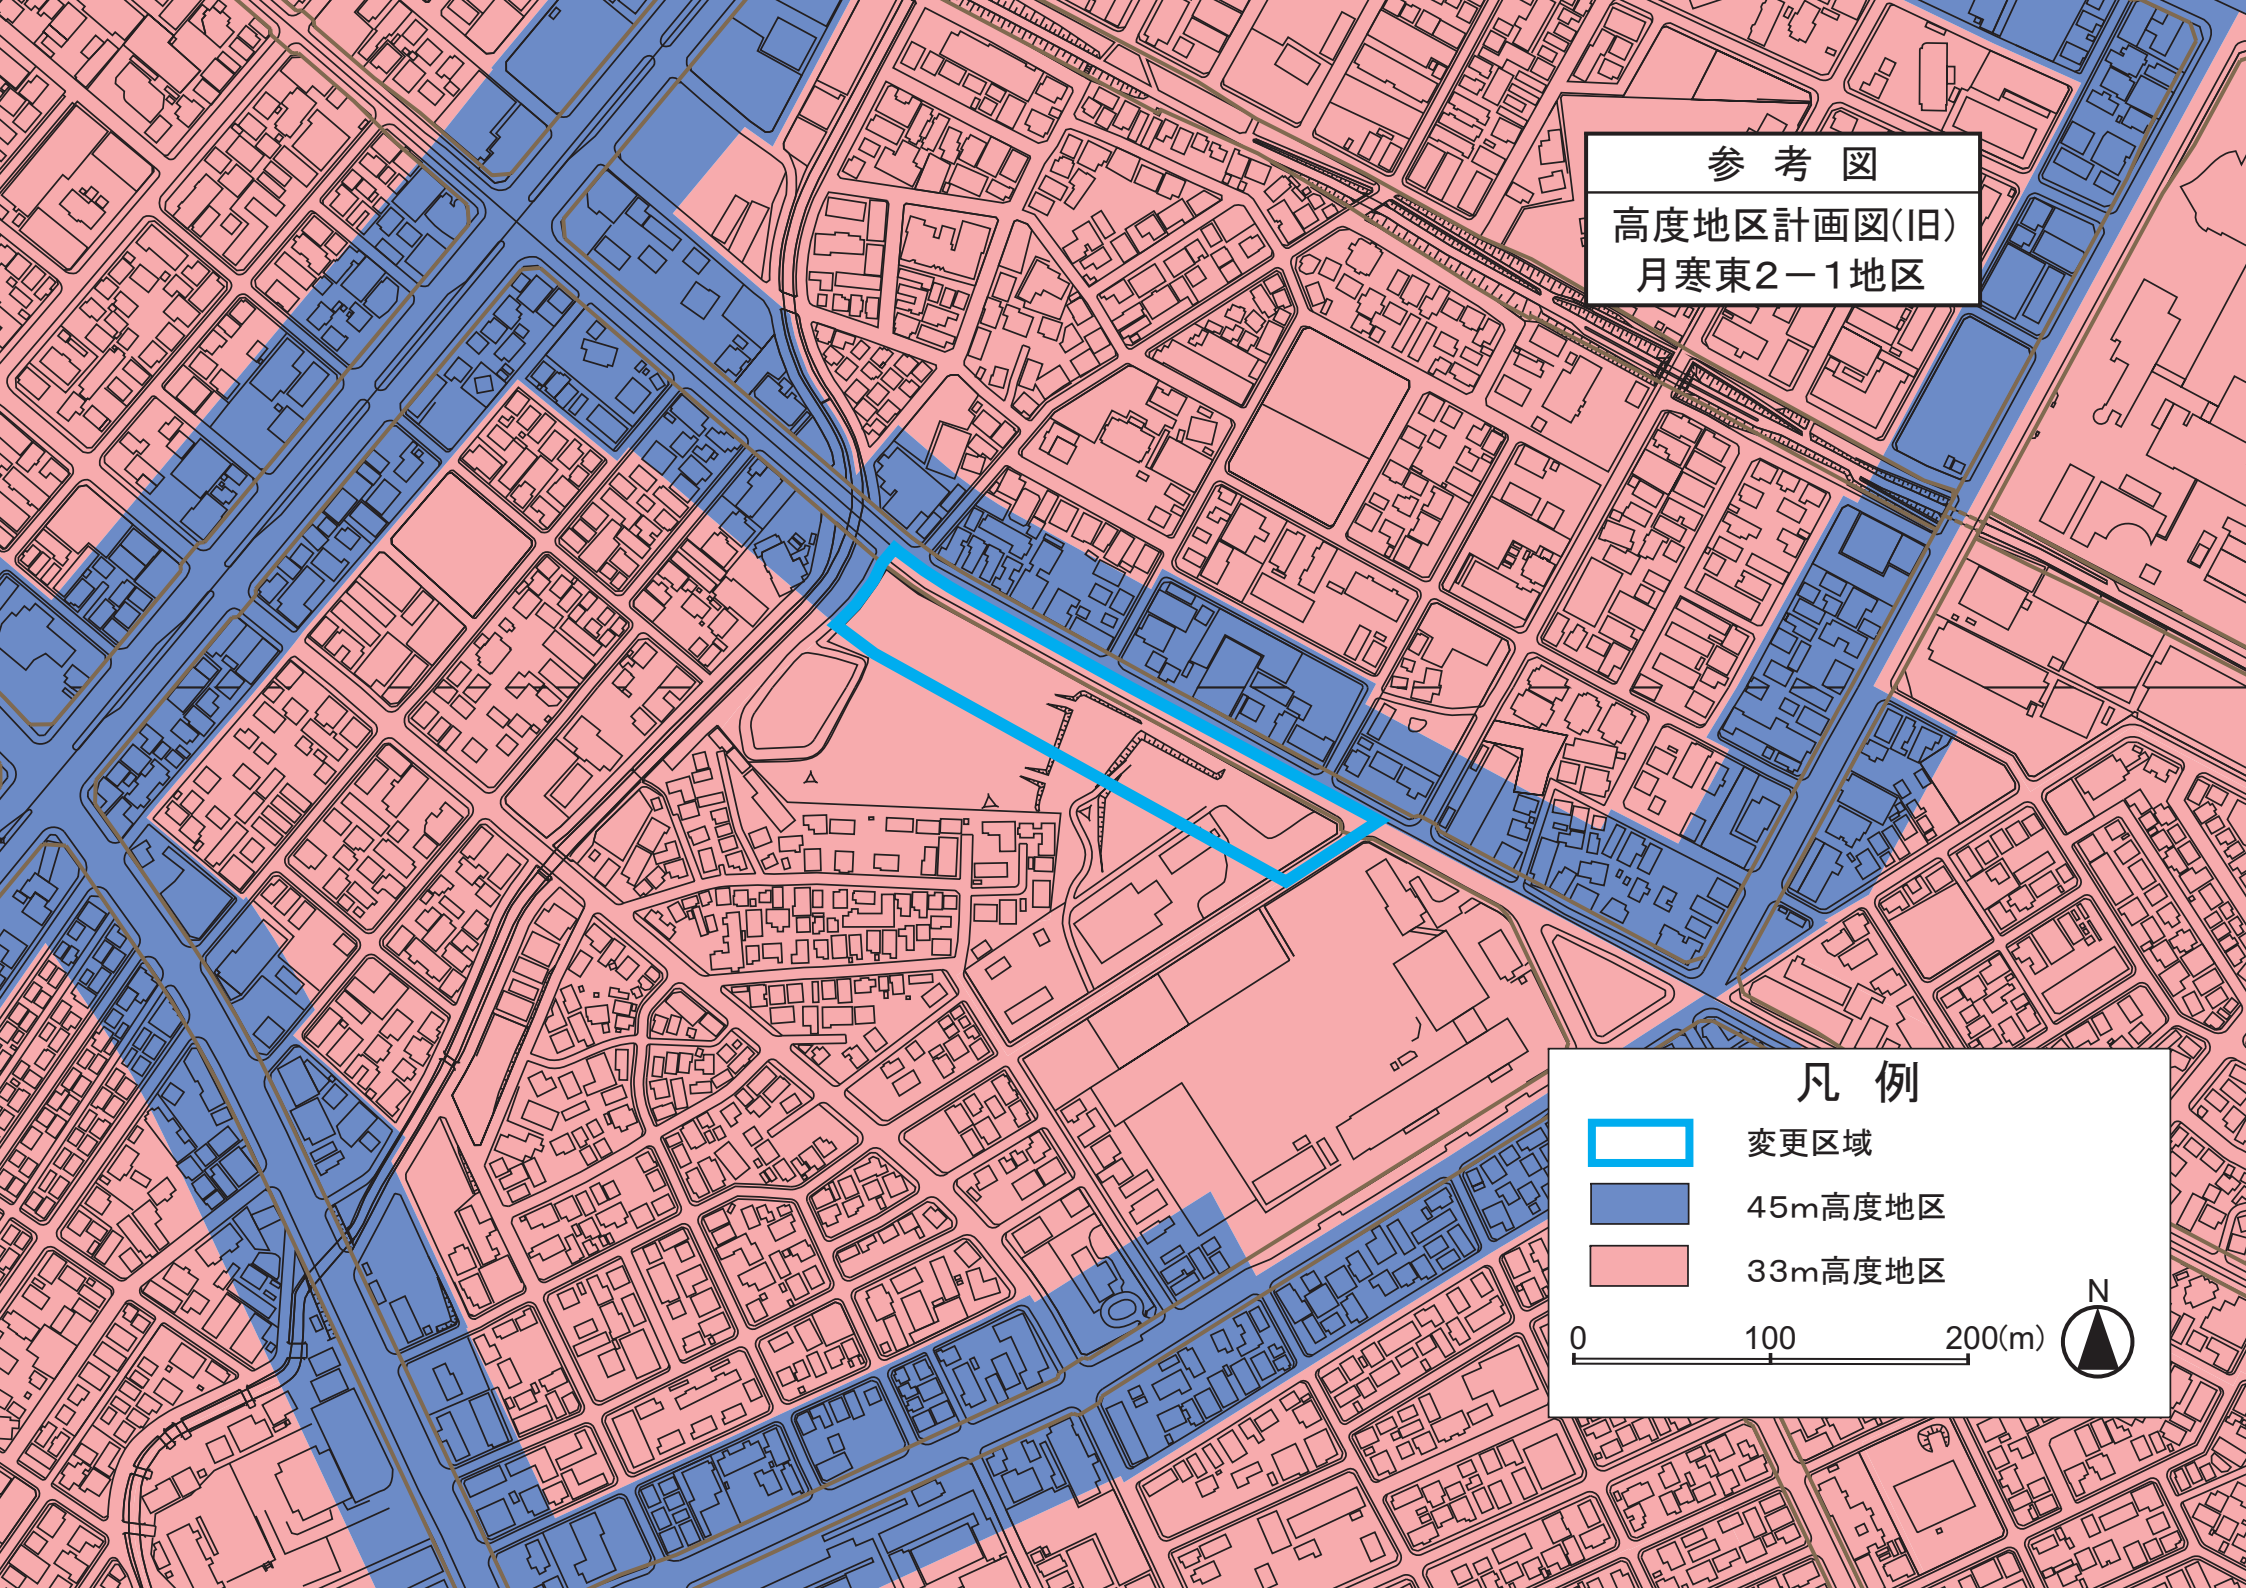 参 考 図
高度地区計画図(旧)
月寒東2－1地区
凡 例
変更区域
45m高度地区
33m高度地区
N
0 100 200(m)